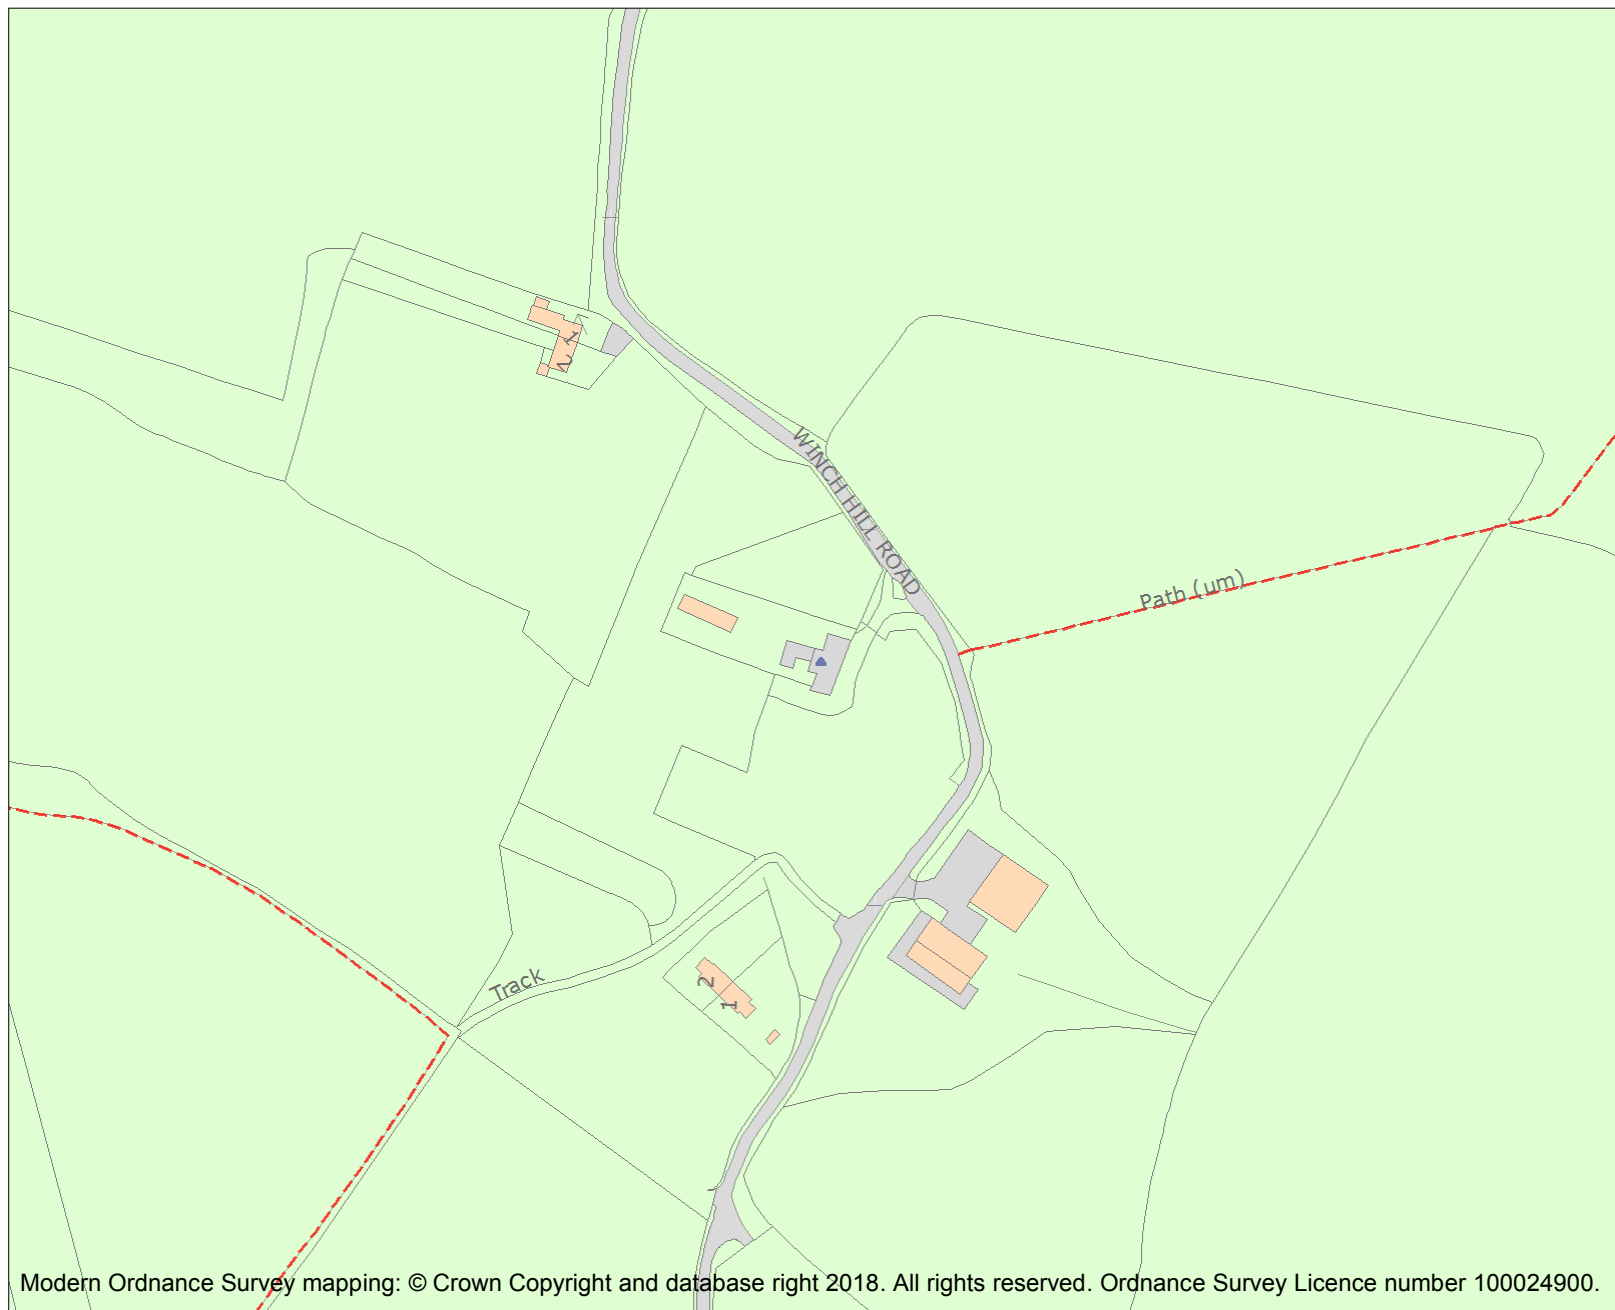 1
2
WINCH HILL ROAD
Path (um)
Track
2
1
Modern Ordnance Survey mapping: © Crown Copyright and database right 2018. All rights reserved. Ordnance Survey Licence number 100024900.